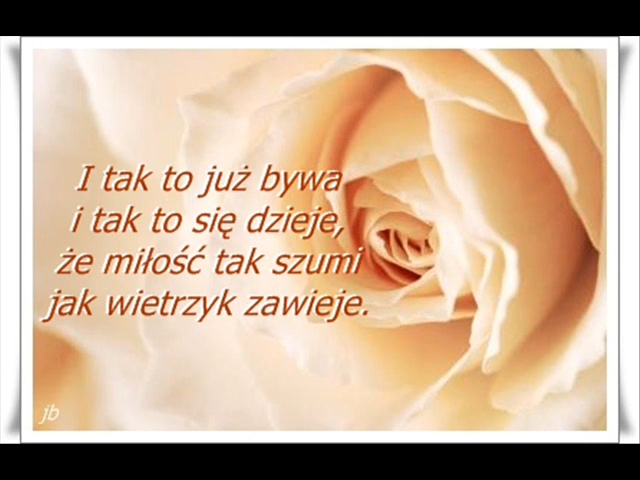 I tak to już bywa
i tak to się dzieje,
że miłość tak szumi
jak wietrzyk zawieje.
jb